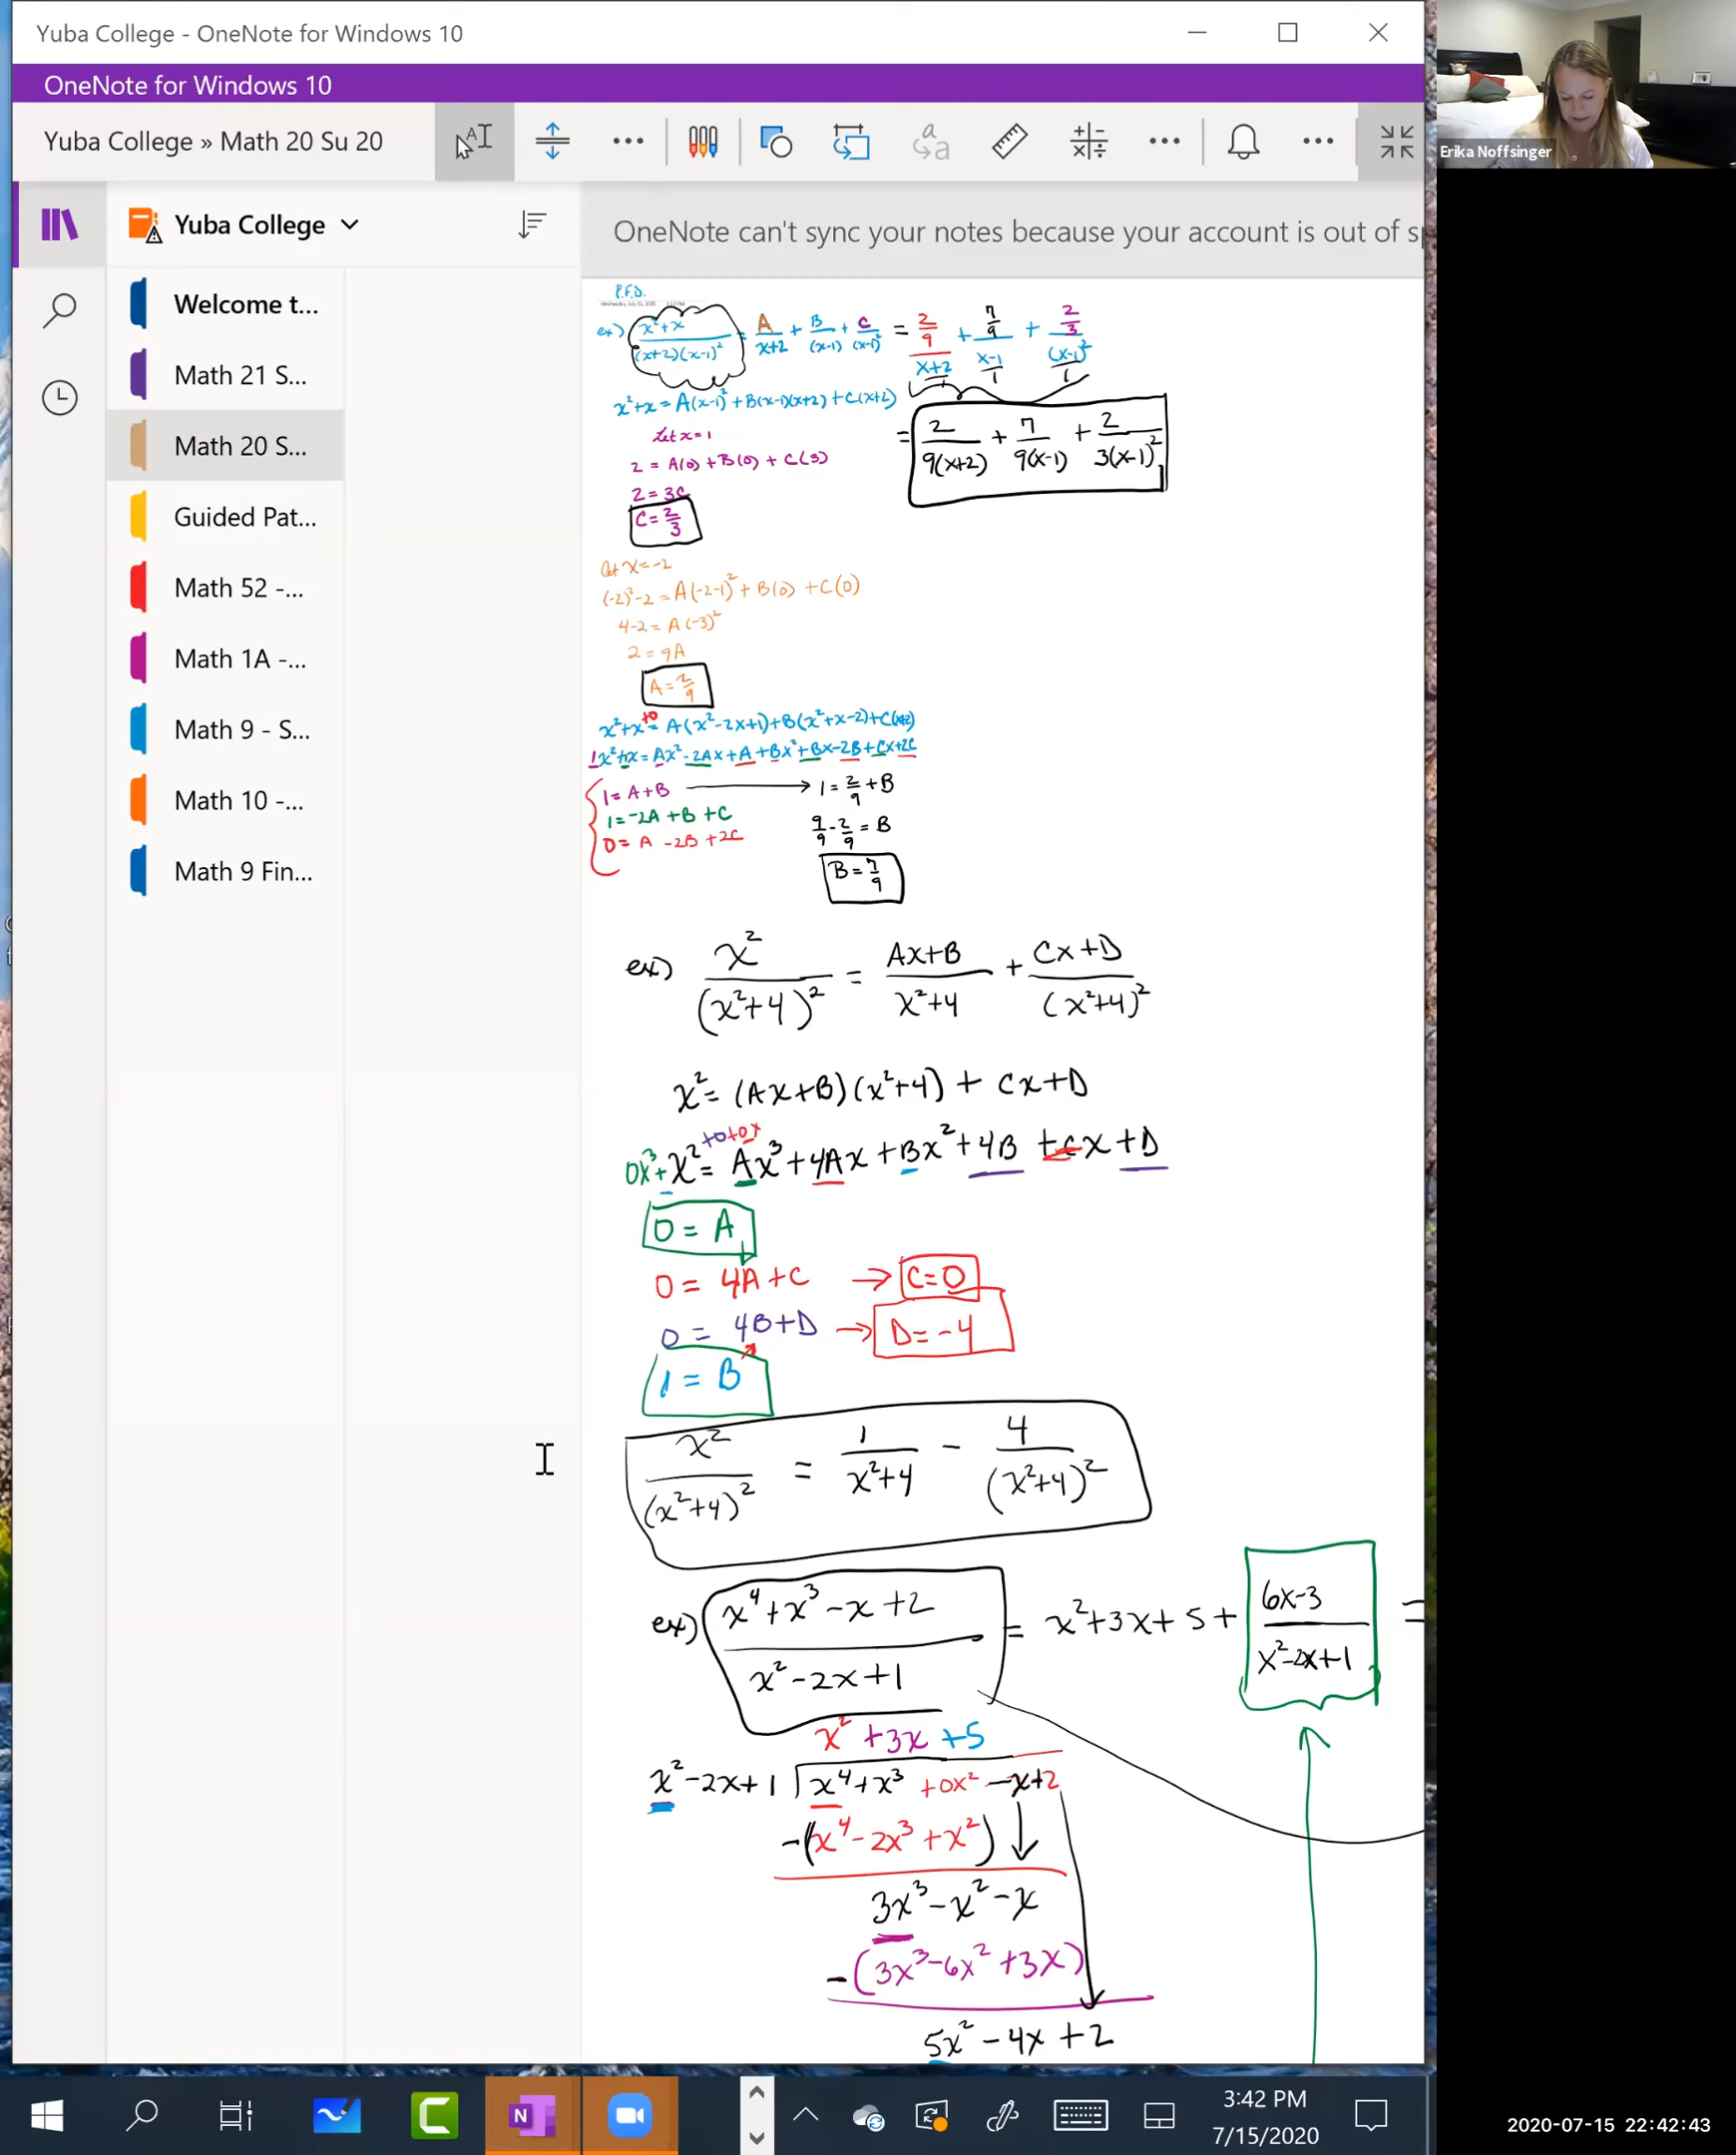 Yuba College - OneNote for Windows 10
OneNote for Windows 10
Yuba College » Math 20 Su 20
Erika Noffsinger
Yuba College
OneNote can't sync your notes because your account is out of s
Welcome t...
Math 21 S...
Math 20 S...
Guided Pat...
Math 52 -...
Math 1A -...
Math 9 - S...
Math 10 -...
Math 9 Fin...
P.F.D.
Wednesday, July 15, 2020
ex) (x²+x)/((x+2)(x-1)²) = A/(x+2) + B/(x-1) + C/(x-1)² = (2/9)/(x+2) + (7/9)/(x-1) + (2/3)/(x-1)²
x²+x = A(x-1)² + B(x-1)(x+2) + C(x+2)
= 2/(9(x+2)) + 7/(9(x-1)) + 2/(3(x-1)²)
Let x = 1
2 = A(0) + B(0) + C(3)
2 = 3C
C = 2/3
Let x = -2
(-2)²-2 = A(-2-1)² + B(0) + C(0)
4-2 = A(-3)²
2 = 9A
A = 2/9
x²+x+0 = A(x²-2x+1)+B(x²+x-2)+C(x+2)
1x²+1x = Ax²-2Ax+A+Bx²+Bx-2B+Cx+2C
1 = A+B → 1 = 2/9 + B
1 = -2A + B + C
9/9 - 2/9 = B
0 = A - 2B + 2C
B = 7/9
ex) x²/(x²+4)² = (Ax+B)/(x²+4) + (Cx+D)/(x²+4)²
x² = (Ax+B)(x²+4) + Cx+D
0x³+x²+0+0x = Ax³+4Ax+Bx²+4B+Cx+D
0 = A
0 = 4A+C → C=0
0 = 4B+D → D=-4
1 = B
x²/(x²+4)² = 1/(x²+4) - 4/(x²+4)²
ex) (x⁴+x³-x+2)/(x²-2x+1) = x²+3x+5+ (6x-3)/(x²-2x+1) =
x² +3x +5
x²-2x+1 ) x⁴+x³ +0x² -x+2
-(x⁴-2x³+x²)
3x³-x²-x
-(3x³-6x²+3x)
5x²-4x+2
3:42 PM
7/15/2020
2020-07-15 22:42:43